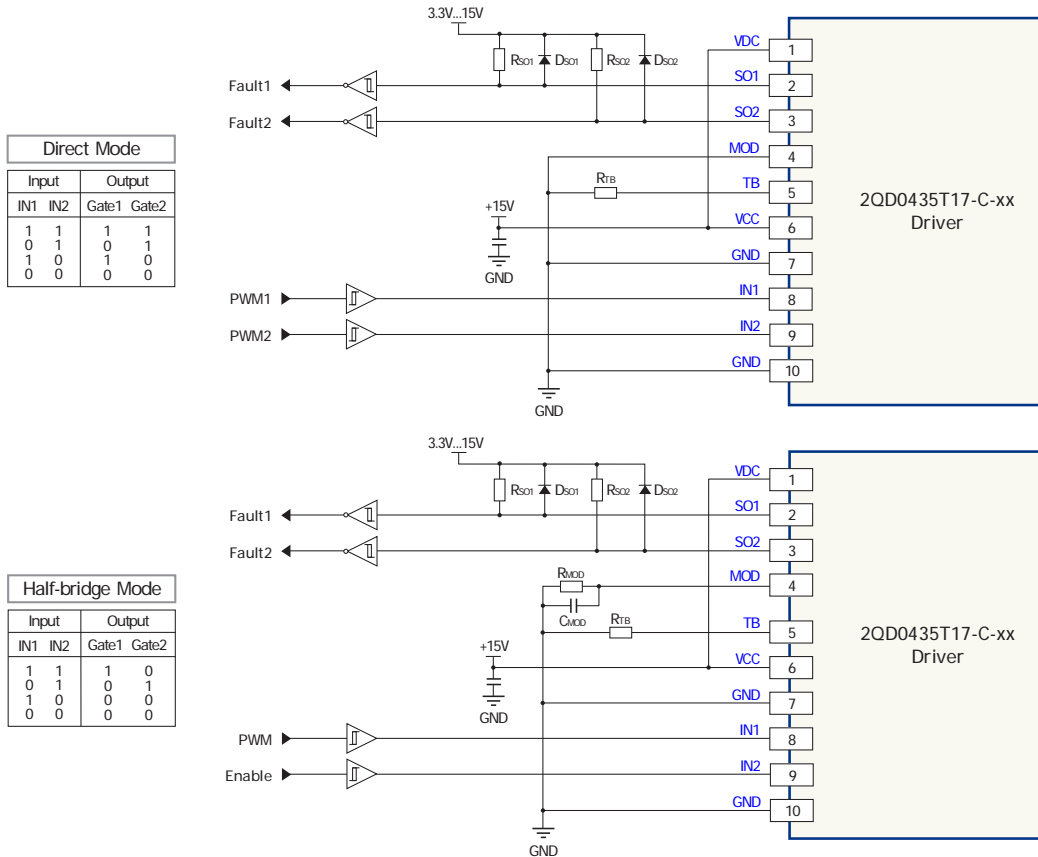 Direct Mode
Input Output
IN1 IN2 Gate1 Gate2
1 1 1 1
0 1 0 1
1 0 1 0
0 0 0 0
3.3V...15V
RSO1 DSO1 RSO2 DSO2
Fault1
Fault2
RTB
+15V
GND
PWM1
PWM2
GND
VDC 1
SO1 2
SO2 3
MOD 4
TB 5
VCC 6
GND 7
IN1 8
IN2 9
GND 10
2QD0435T17-C-xx
Driver
Half-bridge Mode
Input Output
IN1 IN2 Gate1 Gate2
1 1 1 0
0 1 0 1
1 0 0 0
0 0 0 0
3.3V...15V
RSO1 DSO1 RSO2 DSO2
Fault1
Fault2
RMOD
CMOD
RTB
+15V
GND
PWM
Enable
GND
VDC 1
SO1 2
SO2 3
MOD 4
TB 5
VCC 6
GND 7
IN1 8
IN2 9
GND 10
2QD0435T17-C-xx
Driver